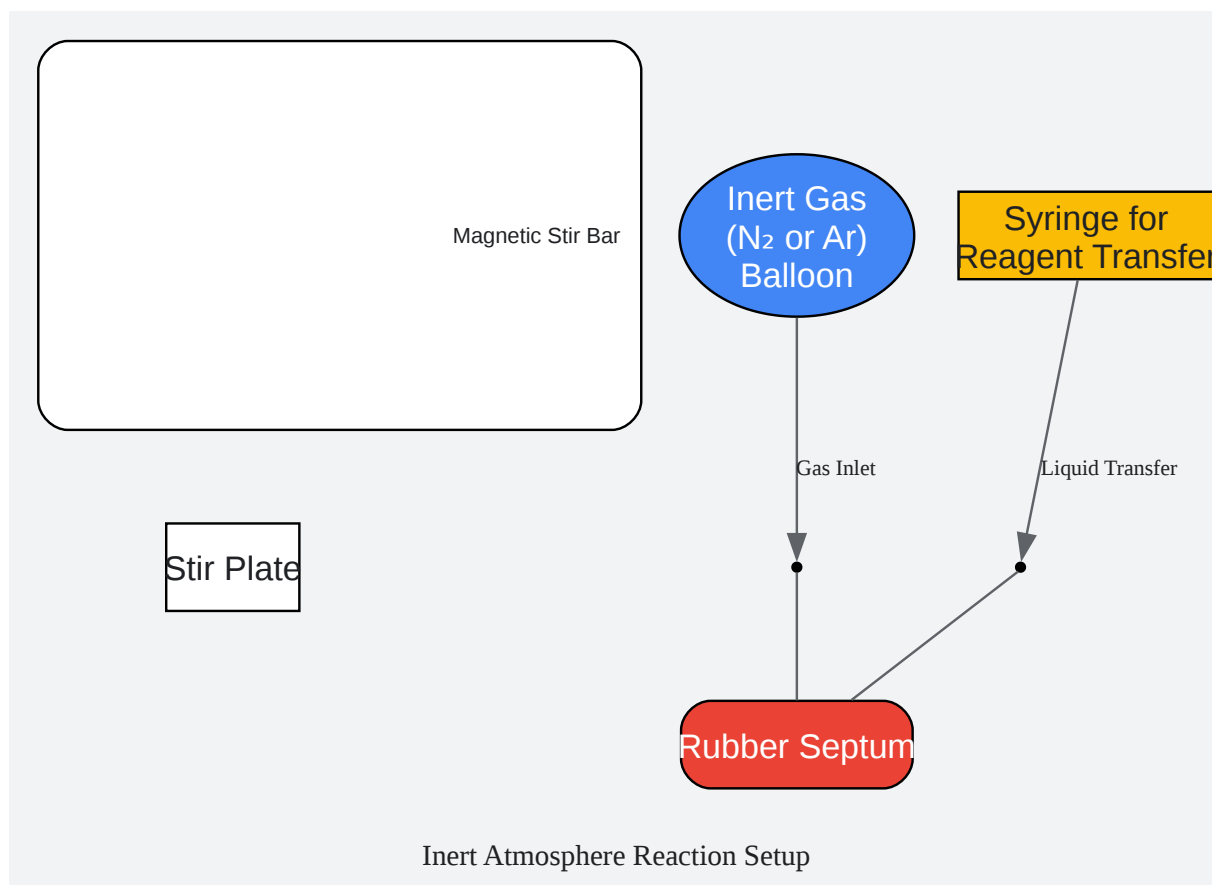 Magnetic Stir Bar
Inert Gas
(N₂ or Ar)
Balloon
Syringe for
Reagent Transfer
Gas Inlet
Liquid Transfer
Stir Plate
Rubber Septum
Inert Atmosphere Reaction Setup